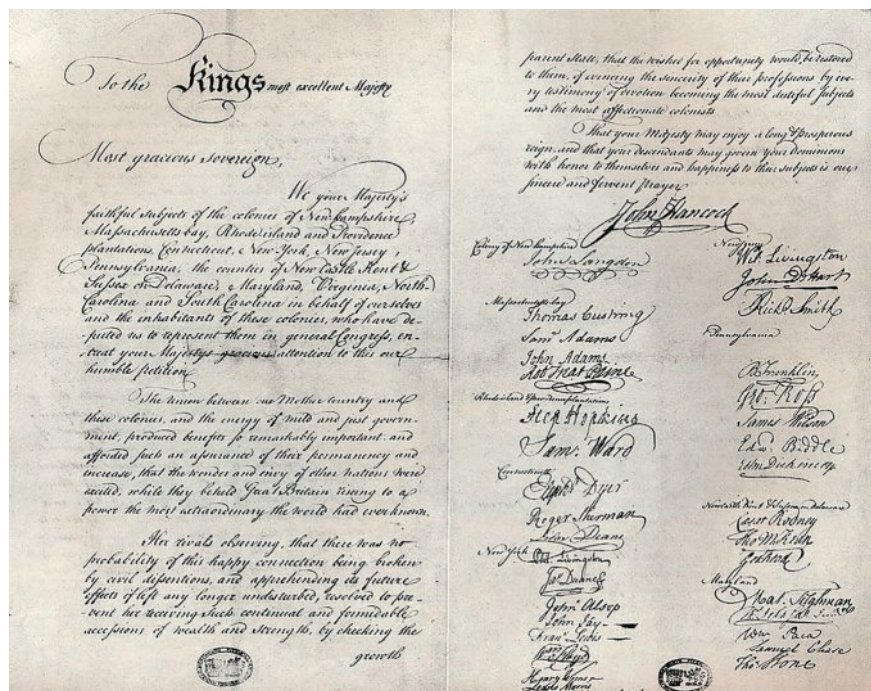 To the Kings most excellent Majesty
Most gracious sovereign,
We your Majesty's
faithful subjects of the colonies of New-hampshire,
Massachusetts bay, Rhode island and Providence
plantations, Connecticut, New-York, New Jersey,
Pennsylvania, the counties of New Castle Kent &
Sussex on Delaware, Maryland, Virginia, North-
Carolina and South Carolina in behalf of ourselves
and the inhabitants of these colonies, who have de-
puted us to represent them in general Congress, en-
treat your Majestys gracious attention to this our
humble petition.
The union between our Mother Country and
these colonies, and the energy of mild and just govern-
ment, produced benefits so remarkably important and
afforded such an assurance of their permanency and
increase, that the wonder and envy of other nations were
excited, while they beheld Great Britain rising to a
power the most extraordinary the world had ever known.
Her rivals observing, that there was no
probability of this happy connection being broken
by civil dissentions, and apprehending its future
effects if left any longer undisturbed, resolved to pre-
vent her receiving such continual and formidable
accessions of wealth and strength, by checking the
growth
parent State, that the wished for opportunity would be restored
to them, of evincing the sincerity of their professions by eve-
ry testimony of devotion becoming the most dutiful subjects
and the most affectionate colonists
That your Majesty may enjoy a long & prosperous
reign, and that your descendants may govern your Dominions
with honor to themselves and happiness to their subjects is our
sincere and fervent prayer
John Hancock
Colony of New hampshire
John Langdon
Massachusetts bay
Thomas Cushing
Saml Adams
John Adams
Robt Treat Paine
Rhode island & providence plantations
Step Hopkins
Sam: Ward
Connecticut
Elipht Dyer
Roger Sherman
Silas Deane
New York
Phil. Livingston
Jas Duane
John Alsop
John Jay
Frans Lewis
Wm Floyd
Lewis Morris
New Jersey
Wil: Livingston
John D Hart
Richd Smith
Pennsylvania
B Franklin
Geo: Ross
James Wilson
Edwd Biddle
John Dickinson
New Castle Kent & Sussex on Delaware
Caesar Rodney
Tho M:Kean
Geo Read
Maryland
Mat. Tilghman
Wm Paca
Samuel Chase
Thos Stone